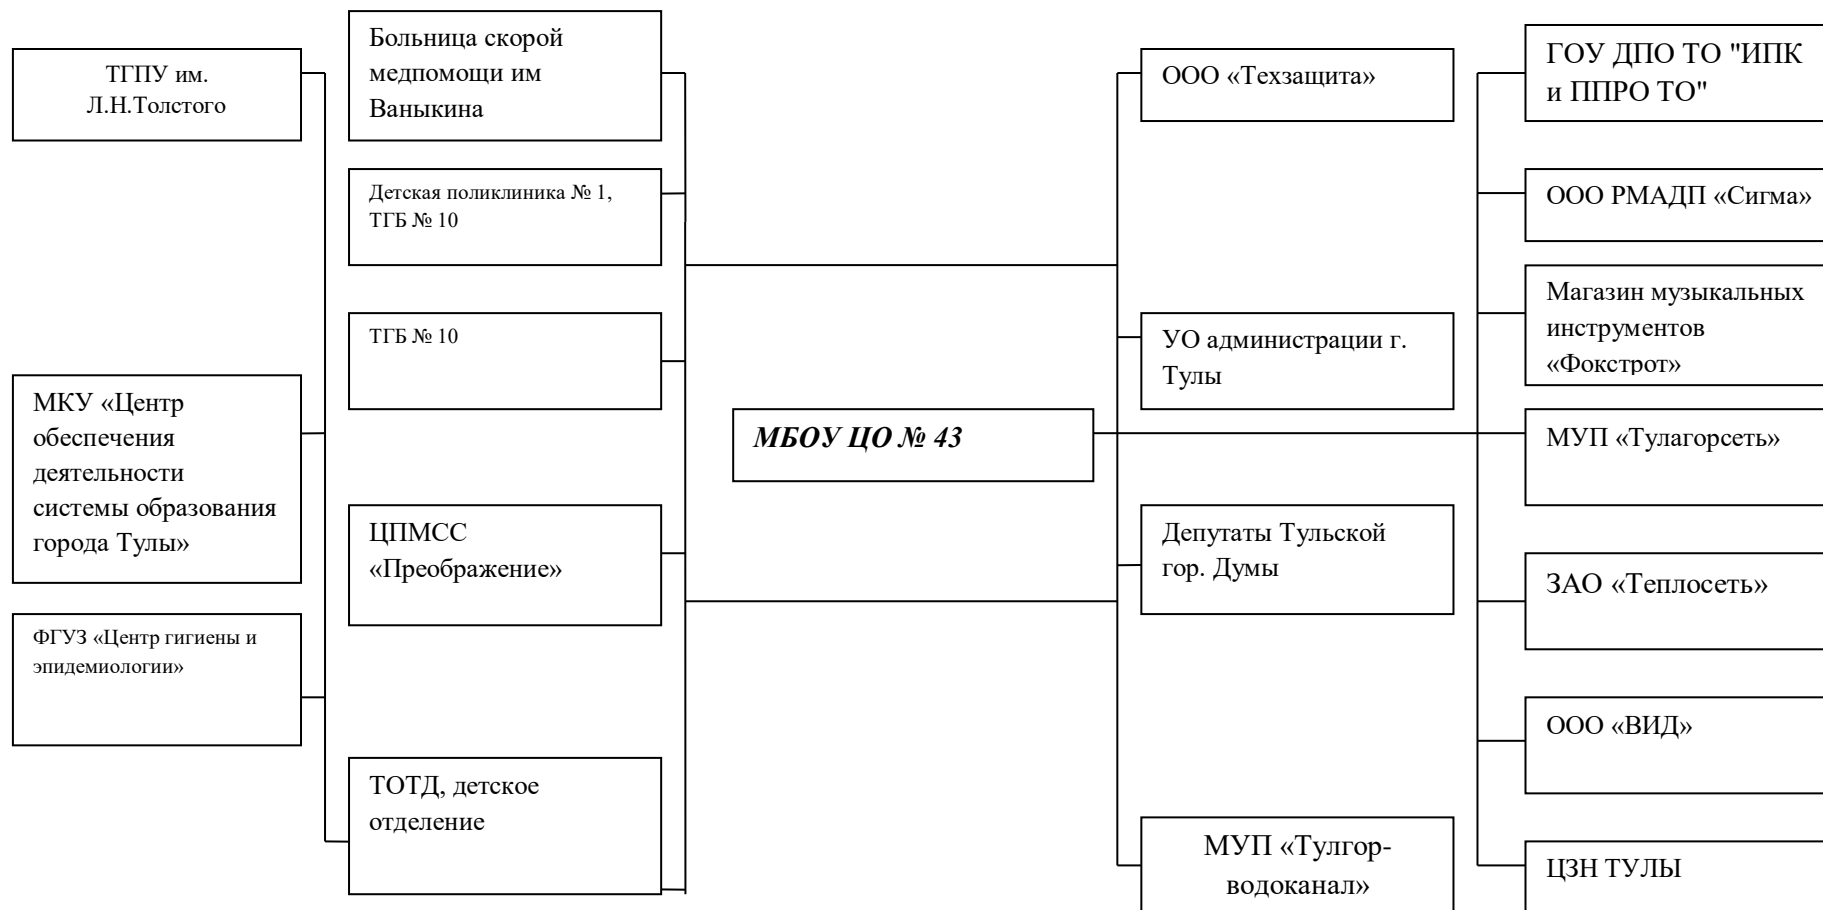 ТГПУ им.
Л.Н.Толстого
МКУ «Центр
обеспечения
деятельности
системы образования
города Тулы»
ФГУЗ «Центр гигиены и
эпидемиологии»
Больница скорой
медпомощи им
Ваныкина
Детская поликлиника № 1,
ТГБ № 10
ТГБ № 10
ЦПМСС
«Преображение»
ТОТД, детское
отделение
МБОУ ЦО № 43
ООО «Техзащита»
УО администрации г.
Тулы
Депутаты Тульской
гор. Думы
МУП «Тулгор-
водоканал»
ГОУ ДПО ТО "ИПК
и ППРО ТО"
ООО РМАДП «Сигма»
Магазин музыкальных
инструментов
«Фокстрот»
МУП «Тулагорсеть»
ЗАО «Теплосеть»
ООО «ВИД»
ЦЗН ТУЛЫ